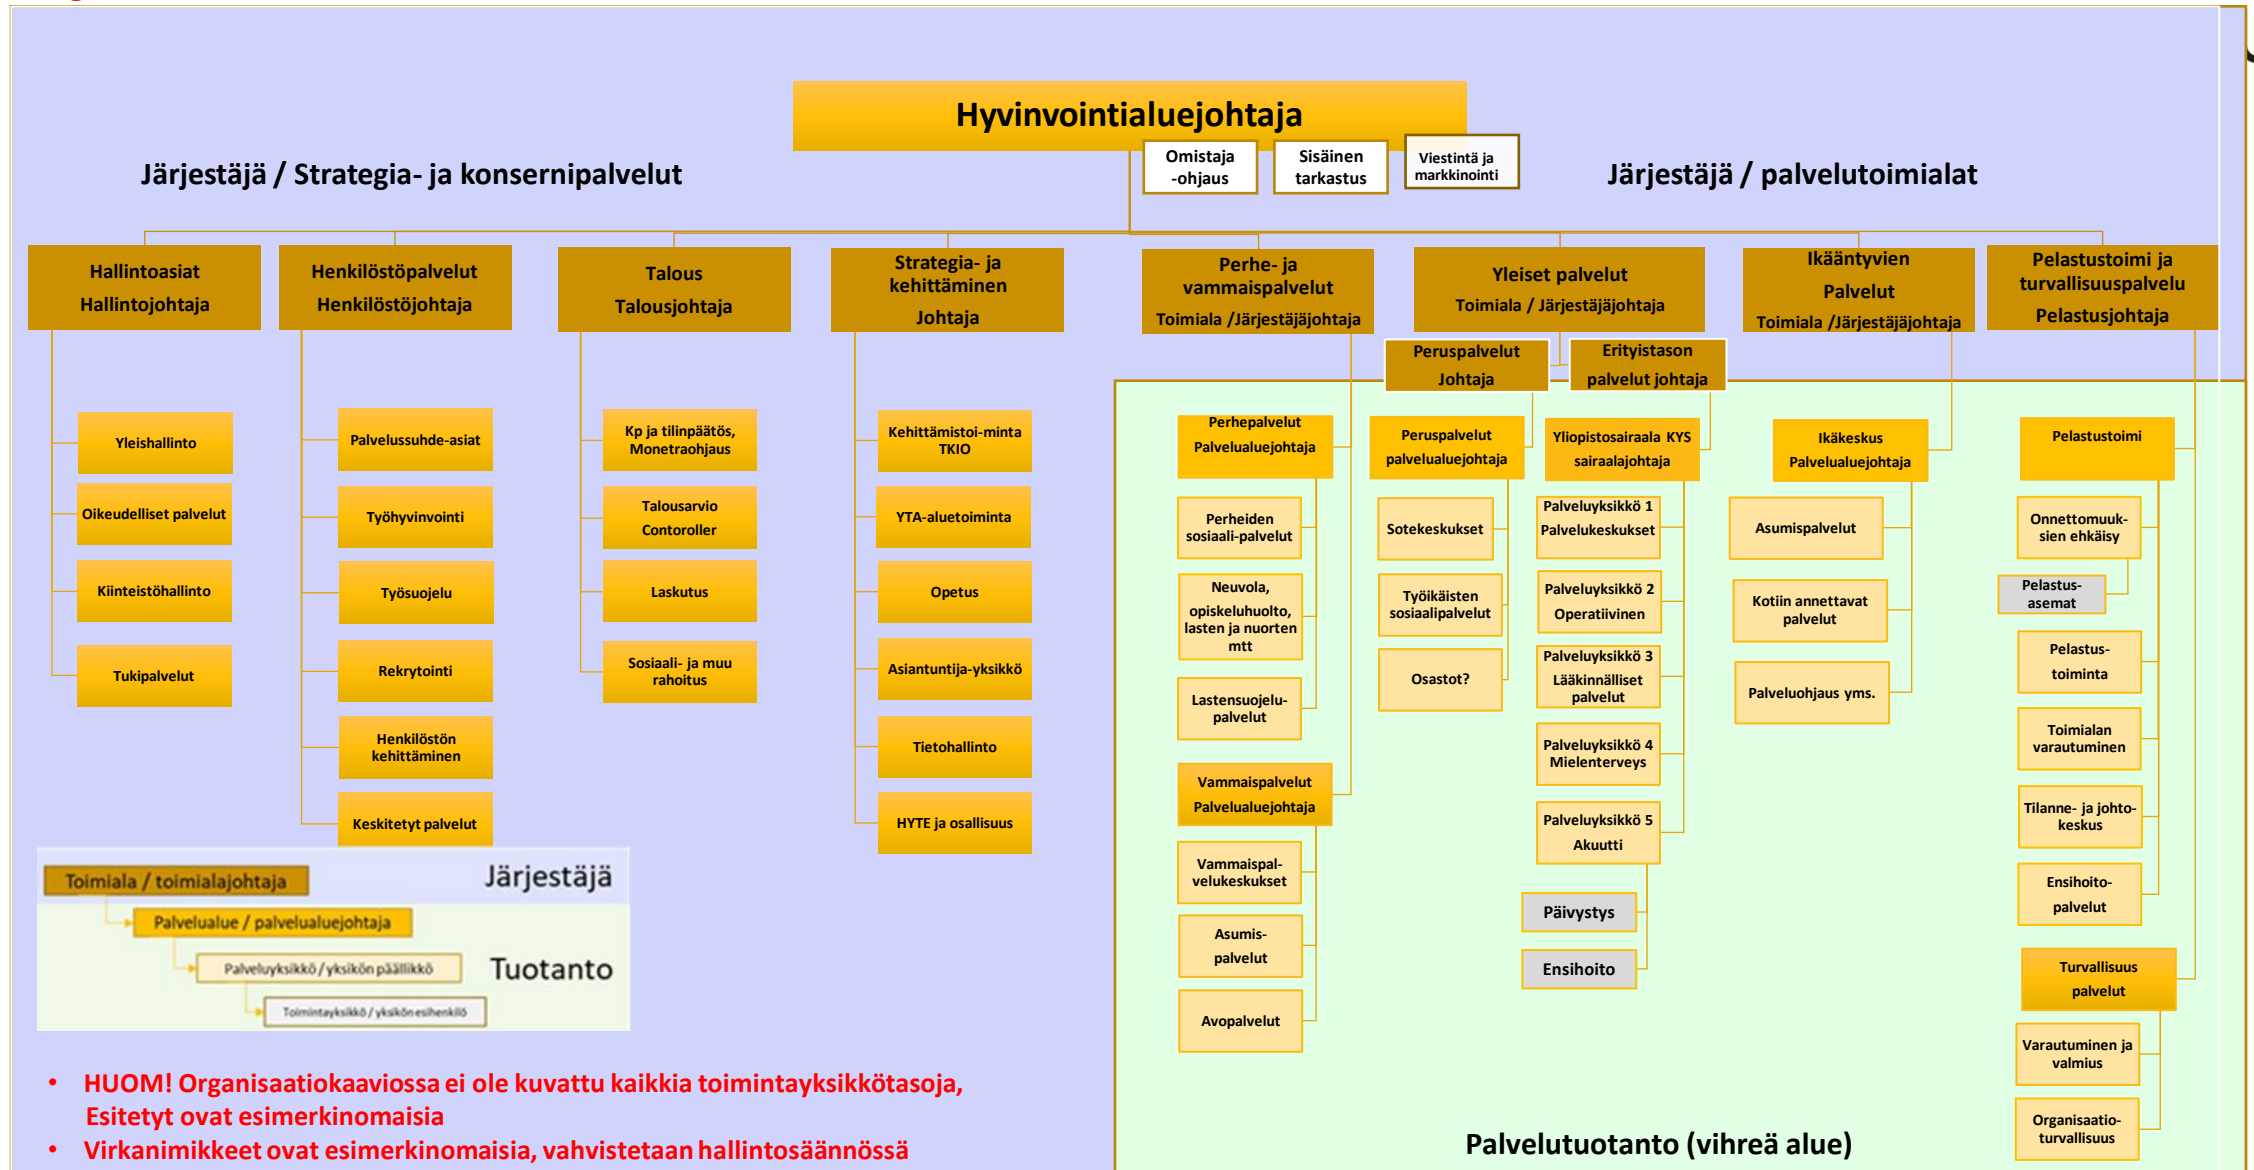 Hyvinvointialuejohtaja
Omistaja
-ohjaus
Sisäinen
tarkastus
Viestintä ja
markkinointi
Järjestäjä / Strategia- ja konsernipalvelut
Järjestäjä / palvelutoimialat
Hallintoasiat
Hallintojohtaja
Henkilöstöpalvelut
Henkilöstöjohtaja
Talous
Talousjohtaja
Strategia- ja
kehittäminen
Johtaja
Perhe- ja
vammaispalvelut
Toimiala /Järjestäjäjohtaja
Yleiset palvelut
Toimiala / Järjestäjäjohtaja
Ikääntyvien
Palvelut
Toimiala /Järjestäjäjohtaja
Pelastustoimi ja
turvallisuuspalvelu
Pelastusjohtaja
Peruspalvelut
Johtaja
Erityistason
palvelut johtaja
Yleishallinto
Oikeudelliset palvelut
Kiinteistöhallinto
Tukipalvelut
Palvelussuhde-asiat
Työhyvinvointi
Työsuojelu
Rekrytointi
Henkilöstön
kehittäminen
Keskitetyt palvelut
Kp ja tilinpäätös,
Monetraohjaus
Talousarvio
Contoroller
Laskutus
Sosiaali- ja muu
rahoitus
Kehittämistoi-minta
TKIO
YTA-aluetoiminta
Opetus
Asiantuntija-yksikkö
Tietohallinto
HYTE ja osallisuus
Perhepalvelut
Palvelualuejohtaja
Perheiden
sosiaali-palvelut
Neuvola,
opiskeluhuolto,
lasten ja nuorten
mtt
Lastensuojelu-
palvelut
Vammaispalvelut
Palvelualuejohtaja
Vammaispal-
velukeskukset
Asumis-
palvelut
Avopalvelut
Peruspalvelut
palvelualuejohtaja
Sotekeskukset
Työikäisten
sosiaalipalvelut
Osastot?
Yliopistosairaala KYS
sairaalajohtaja
Palveluyksikkö 1
Palvelukeskukset
Palveluyksikkö 2
Operatiivinen
Palveluyksikkö 3
Lääkinnälliset
palvelut
Palveluyksikkö 4
Mielenterveys
Palveluyksikkö 5
Akuutti
Päivystys
Ensihoito
Ikäkeskus
Palvelualuejohtaja
Asumispalvelut
Kotiin annettavat
palvelut
Palveluohjaus yms.
Pelastustoimi
Onnettomuuk-
sien ehkäisy
Pelastus-
asemat
Pelastus-
toiminta
Toimialan
varautuminen
Tilanne- ja johto-
keskus
Ensihoito-
palvelut
Turvallisuus
palvelut
Varautuminen ja
valmius
Organisaatio-
turvallisuus
Toimiala / toimialajohtaja
Järjestäjä
Palvelualue / palvelualuejohtaja
Palveluyksikkö / yksikön päällikkö
Tuotanto
Toimintayksikkö / yksikön esihenkilö
• HUOM! Organisaatiokaaviossa ei ole kuvattu kaikkia toimintayksikkötasoja,
Esitetyt ovat esimerkinomaisia
• Virkanimikkeet ovat esimerkinomaisia, vahvistetaan hallintosäännössä
Palvelutuotanto (vihreä alue)